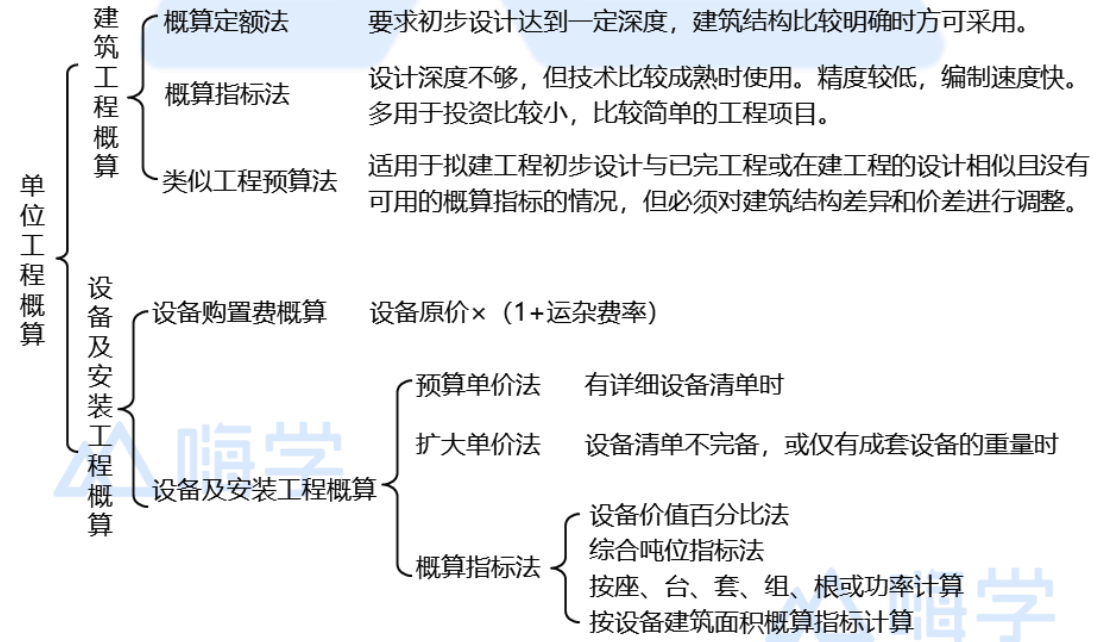 单位工程概算
建筑工程概算
概算定额法
要求初步设计达到一定深度，建筑结构比较明确时方可采用。
概算指标法
设计深度不够，但技术比较成熟时使用。精度较低，编制速度快。
多用于投资比较小，比较简单的工程项目。
类似工程预算法
适用于拟建工程初步设计与已完工程或在建工程的设计相似且没有
可用的概算指标的情况，但必须对建筑结构差异和价差进行调整。
设备及安装工程概算
设备购置费概算
设备原价×（1+运杂费率）
设备及安装工程概算
预算单价法
有详细设备清单时
扩大单价法
设备清单不完备，或仅有成套设备的重量时
概算指标法
设备价值百分比法
综合吨位指标法
按座、台、套、组、根或功率计算
按设备建筑面积概算指标计算
嗨学
嗨学